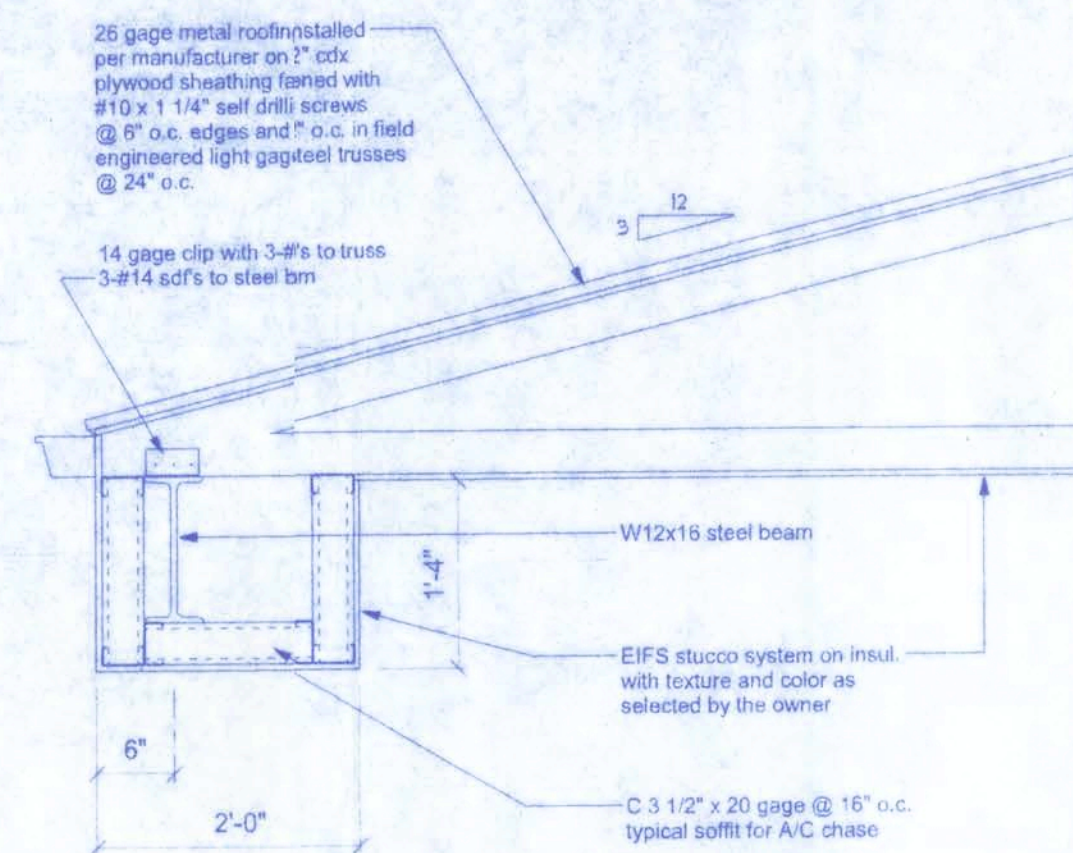 26 gage metal roofinnstalled
per manufacturer on 2" cdx
plywood sheathing faened with
#10 x 1 1/4" self drilli screws
@ 6" o.c. edges and " o.c. in field
engineered light gagteel trusses
@ 24" o.c.
12
3
14 gage clip with 3-#'s to truss
3-#14 sdf's to steel bm
W12x16 steel beam
1'-4"
EIFS stucco system on insul.
with texture and color as
selected by the owner
6"
2'-0"
C 3 1/2" x 20 gage @ 16" o.c.
typical soffit for A/C chase